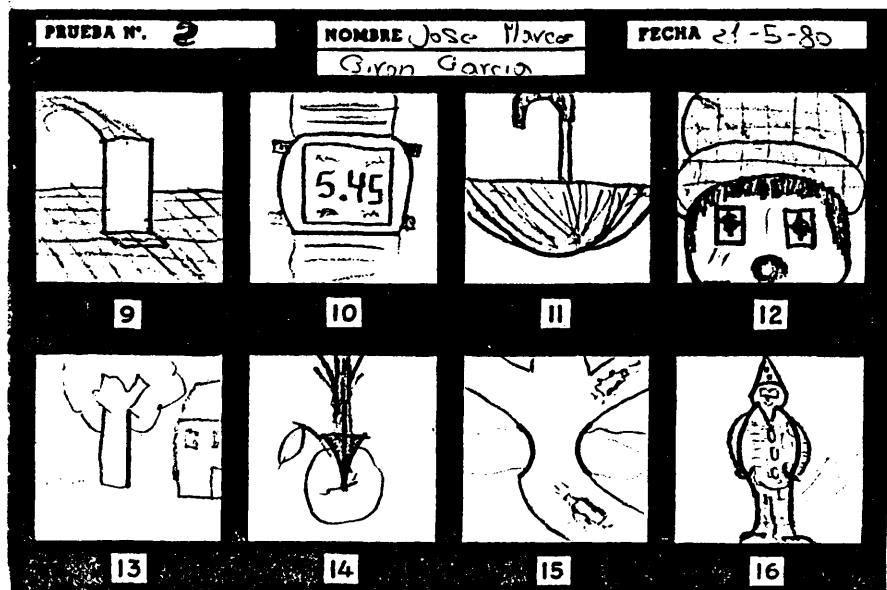 PRUEBA Nº. 2
NOMBRE Jose Marcos
Giron Garcia
FECHA 21-5-80
5.45
9
10
11
12
13
14
15
16